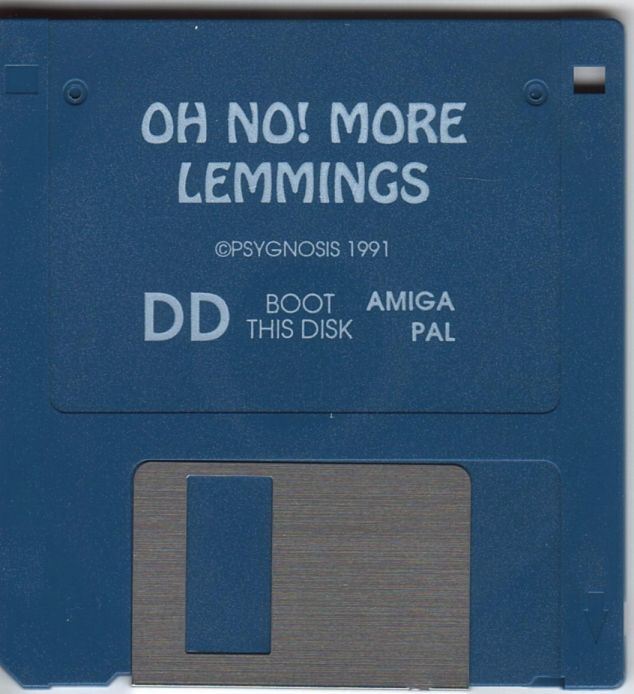 OH NO! MORE
LEMMINGS
©PSYGNOSIS 1991
DD BOOT THIS DISK AMIGA PAL